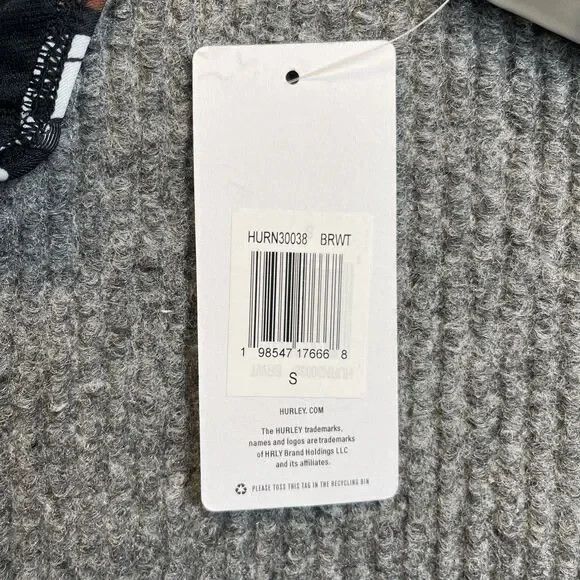 HURN30038 BRWT
1 98547 17666 8
S
HURLEY.COM
The HURLEY trademarks,
names and logos are trademarks
of HRLY Brand Holdings LLC
and its affiliates.
PLEASE TOSS THIS TAG IN THE RECYCLING BIN